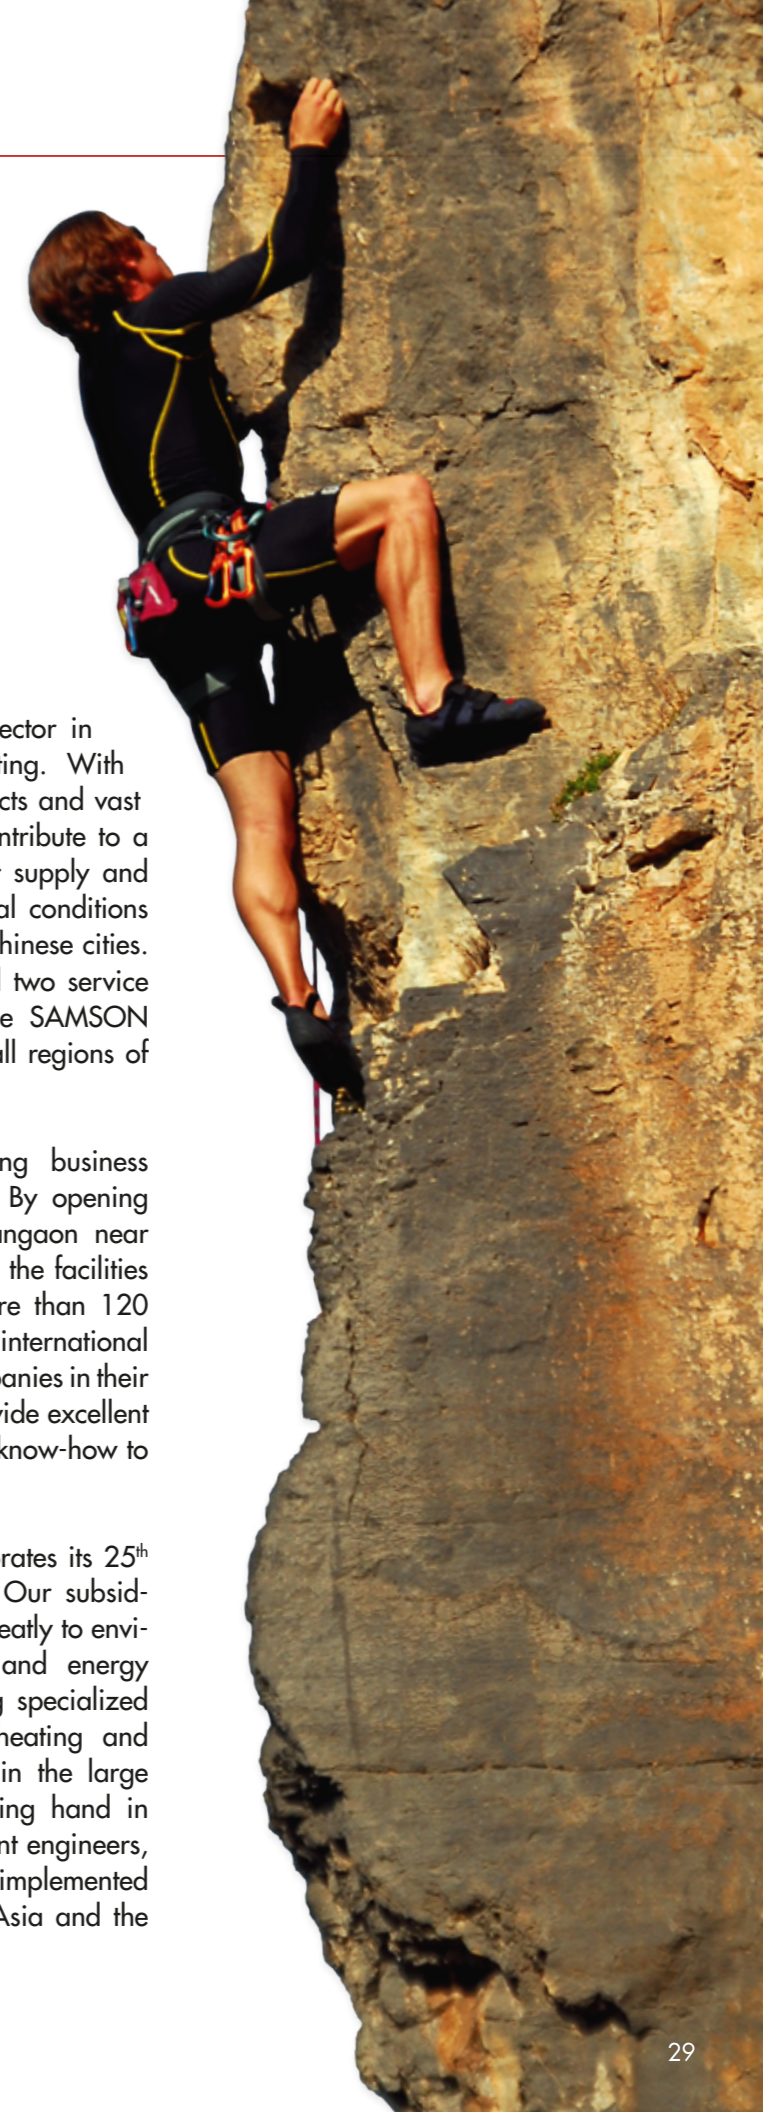 ector in
ting. With
cts and vast
ntribute to a
supply and
al conditions
hinese cities.
two service
e SAMSON
all regions of
ng business
By opening
angaon near
the facilities
re than 120
international
panies in their
vide excellent
know-how to
rates its 25th
Our subsid-
eatly to envi-
and energy
g specialized
heating and
in the large
ing hand in
nt engineers,
implemented
Asia and the
29